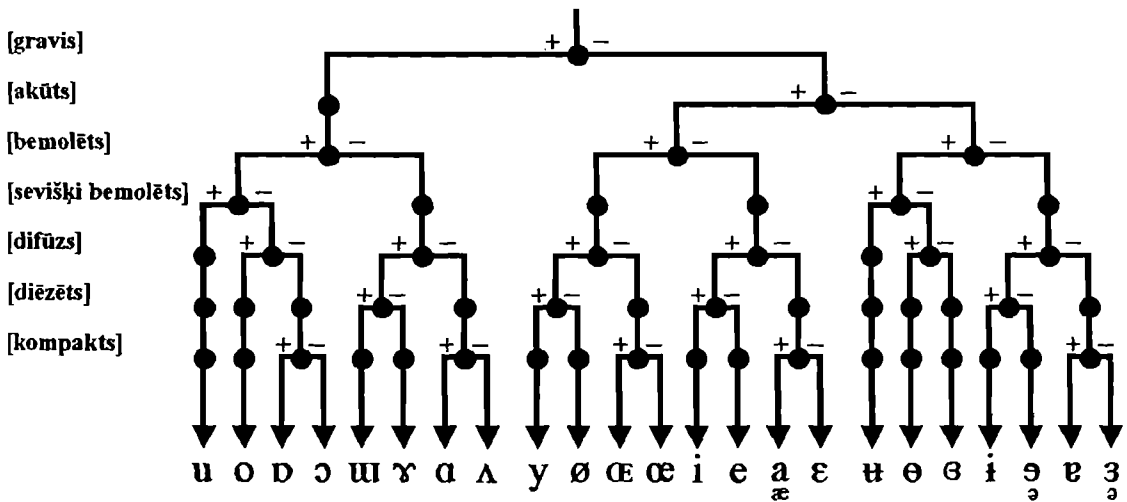 [gravis] + −
[akūts] + −
[bemolēts] + − + − + −
[sevišķi bemolēts] + − + −
[difūzs] + − + − + − + − + − + −
[diēzēts] + − + − + − + −
[kompakts] + − + − + − + − + −
u o ɒ ɔ ɯ ɤ ɑ ʌ y ø ɶ œ i e a ɛ ʉ ɵ ɞ ɨ ɘ ɐ ɜ
æ ə ə